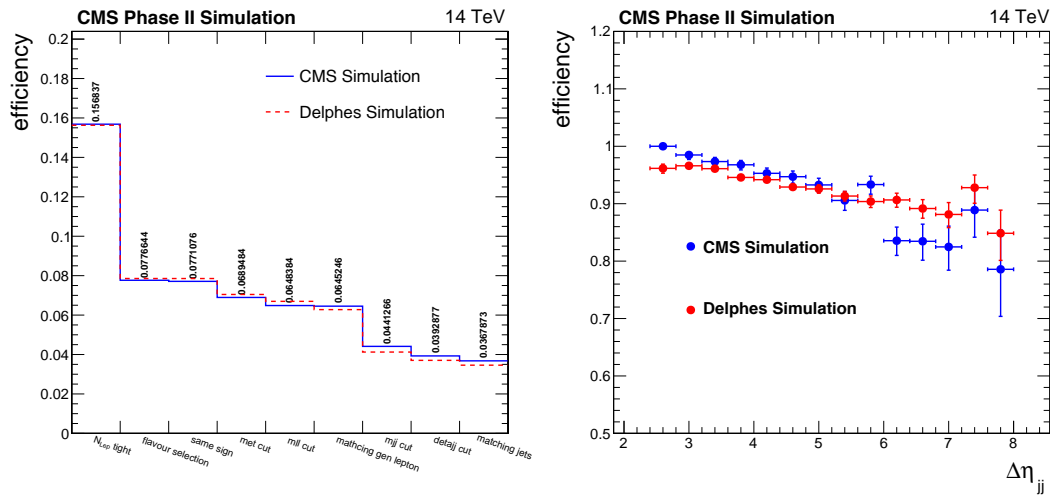 CMS Phase II Simulation 14 TeV
efficiency
0.2
0.18
0.16
0.14
0.12
0.1
0.08
0.06
0.04
0.02
0
CMS Simulation
Delphes Simulation
0.156837
0.0776644
0.0771076
0.0689484
0.0648384
0.0645246
0.0441266
0.0392877
0.0367873
N_Lep tight
flavour selection
same sign
met cut
mll cut
mathcing gen lepton
mjj cut
detajj cut
matching jets
CMS Phase II Simulation 14 TeV
efficiency
1.2
1.1
1
0.9
0.8
0.7
0.6
0.5
CMS Simulation
Delphes Simulation
2 3 4 5 6 7 8
Δη_jj